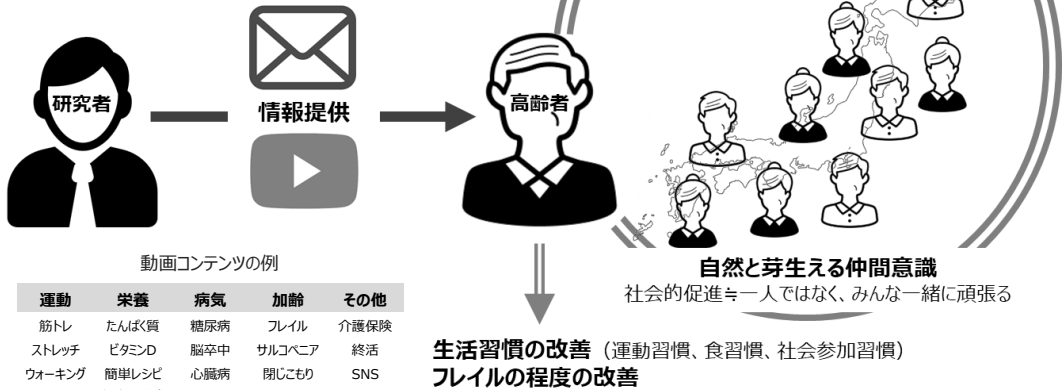 研究者
情報提供
高齢者
動画コンテンツの例
運動 栄養 病気 加齢 その他
筋トレ たんぱく質 糖尿病 フレイル 介護保険
ストレッチ ビタミンD 脳卒中 サルコペニア 終活
ウォーキング 簡単レシピ 心臓病 閉じこもり SNS
自然と芽生える仲間意識
社会的促進≒一人ではなく、みんな一緒に頑張る
生活習慣の改善（運動習慣、食習慣、社会参加習慣）
フレイルの程度の改善